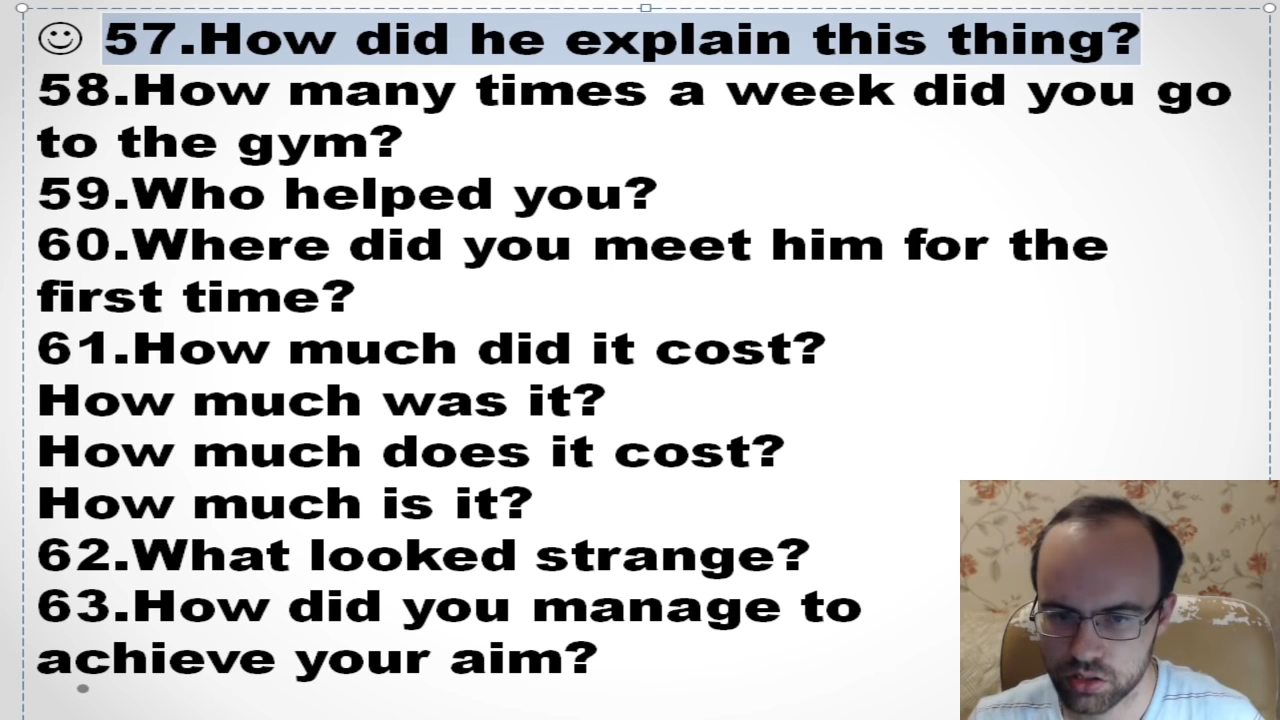 57.How did he explain this thing?
58.How many times a week did you go
to the gym?
59.Who helped you?
60.Where did you meet him for the
first time?
61.How much did it cost?
How much was it?
How much does it cost?
How much is it?
62.What looked strange?
63.How did you manage to
achieve your aim?